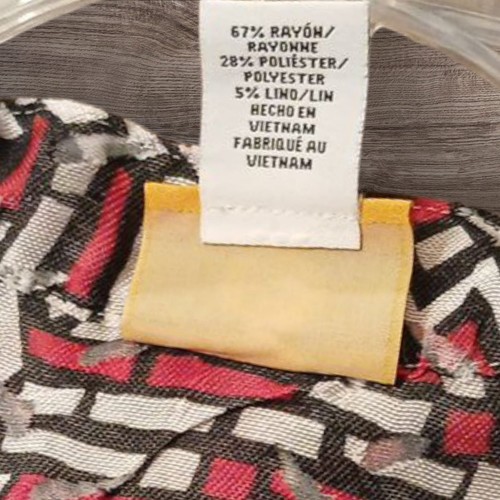 67% RAYÓN/
RAYONNE
28% POLIÉSTER/
POLYESTER
5% LINO/LIN
HECHO EN
VIETNAM
FABRIQUÉ AU
VIETNAM